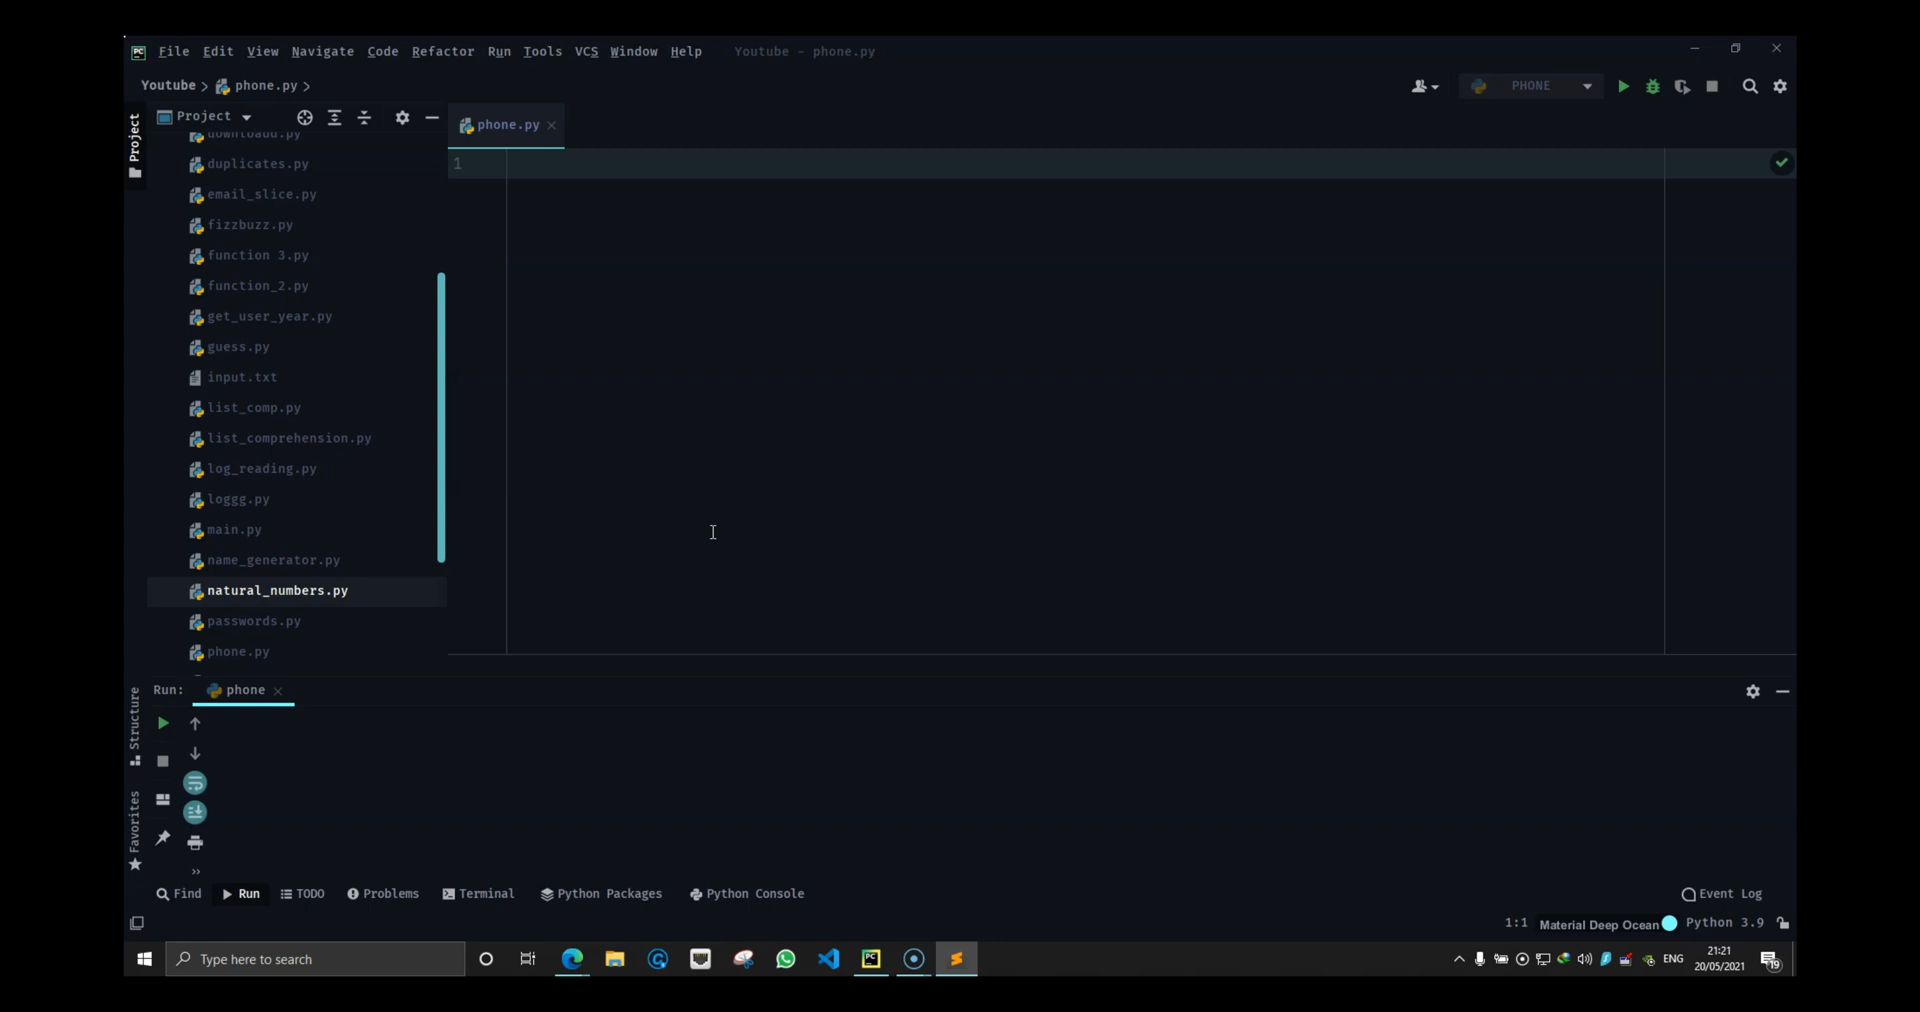 File Edit View Navigate Code Refactor Run Tools VCS Window Help Youtube - phone.py
Youtube > phone.py >
PHONE
Project
Project
phone.py
1
downloadd.py
duplicates.py
email_slice.py
fizzbuzz.py
function 3.py
function_2.py
get_user_year.py
guess.py
input.txt
list_comp.py
list_comprehension.py
log_reading.py
loggg.py
main.py
name_generator.py
natural_numbers.py
passwords.py
phone.py
Structure
Favorites
Run: phone
Find Run TODO Problems Terminal Python Packages Python Console Event Log
1:1 Material Deep Ocean Python 3.9
Type here to search
ENG
21:21
20/05/2021
19